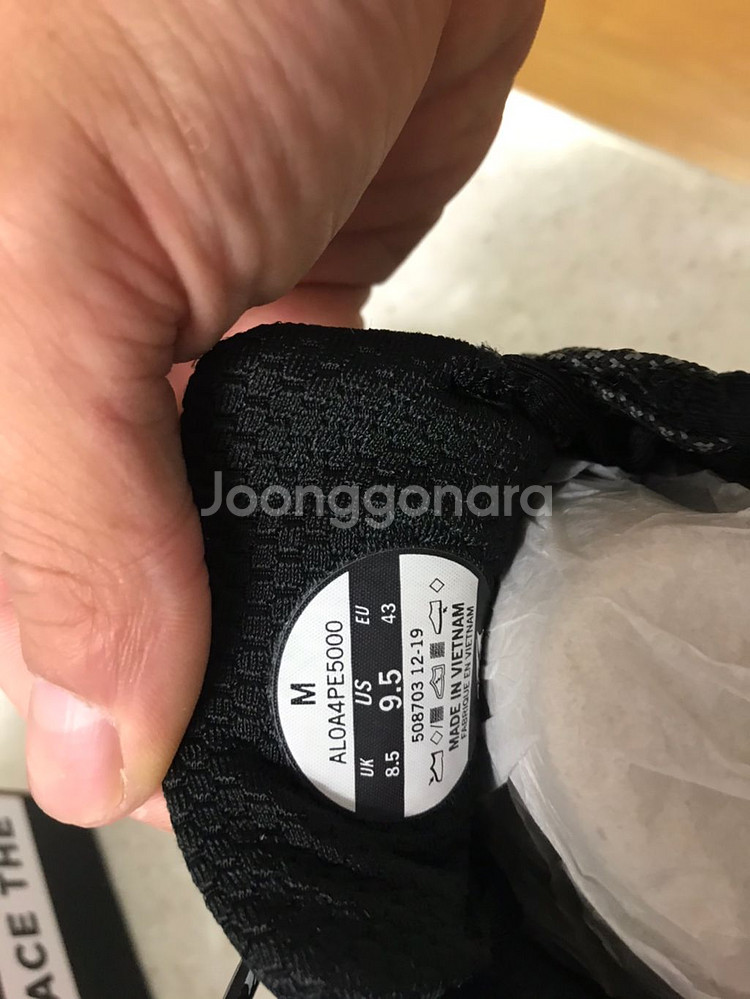 Joonggonara
M
AL0A4PE5000
UK US EU
8.5 9.5 43
508703 12-19
MADE IN VIETNAM
FABRIQUE EN VIETNAM
ACE THE